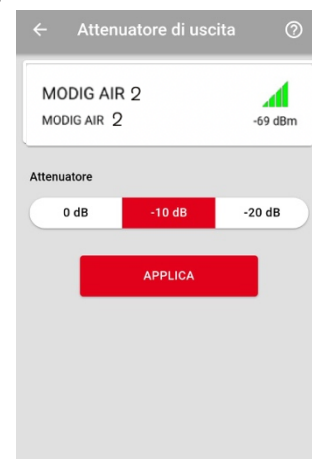 Attenuatore di uscita
MODIG AIR 2
MODIG AIR 2
-69 dBm
Attenuatore
0 dB -10 dB -20 dB
APPLICA